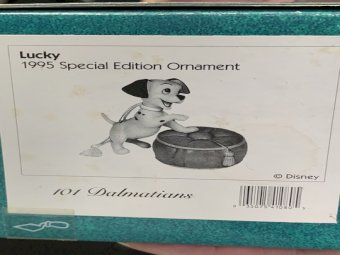 Lucky
1995 Special Edition Ornament
© Disney
101 Dalmatians